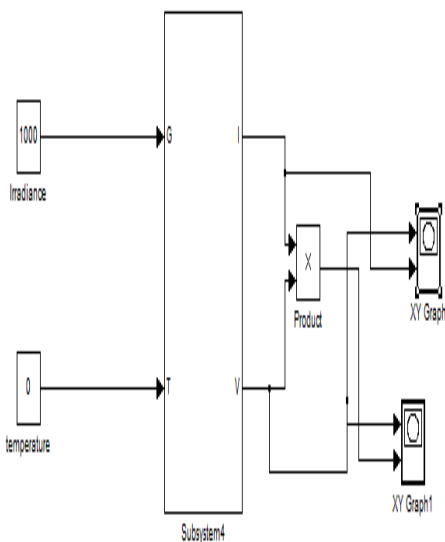 1000
Irradiance
G
I
X
Product
XY Graph
0
temperature
T
V
XY Graph1
Subsystem4